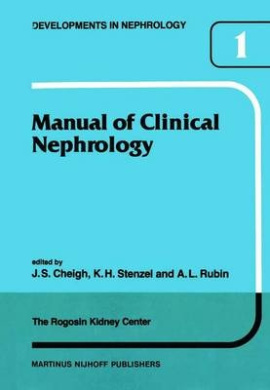 DEVELOPMENTS IN NEPHROLOGY
1
Manual of Clinical
Nephrology
edited by
J.S. Cheigh, K.H. Stenzel and A.L. Rubin
The Rogosin Kidney Center
MARTINUS NIJHOFF PUBLISHERS